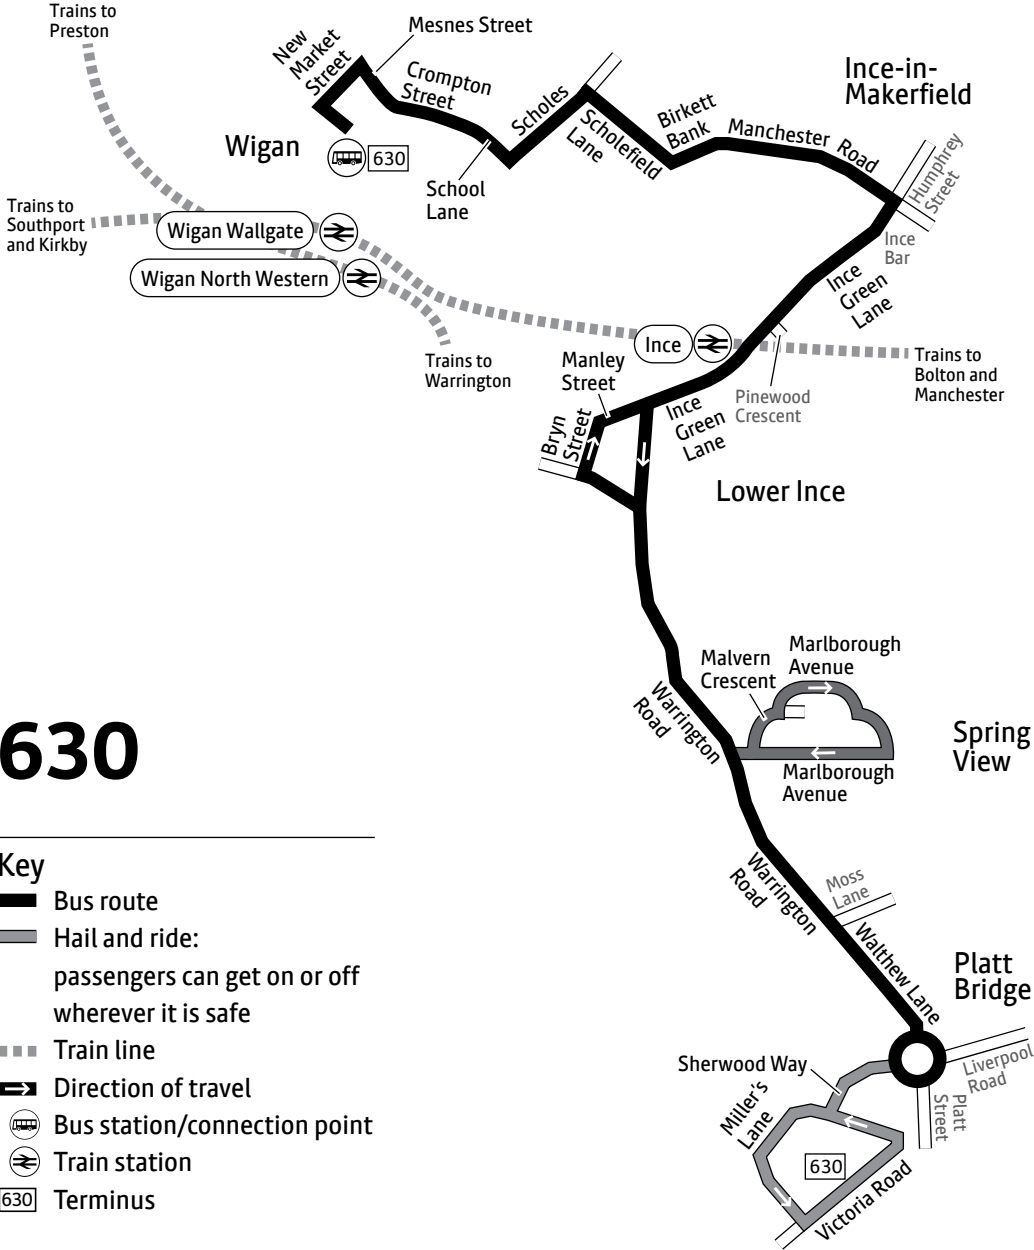 Trains to
Preston
New
Market
Street
Mesnes Street
Crompton
Street
Scholes
Scholefield
Lane
Birkett
Bank
Manchester Road
Ince-in-
Makerfield
Humphrey
Street
Wigan
630
School
Lane
Trains to
Southport
and Kirkby
Wigan Wallgate
Wigan North Western
Ince
Bar
Ince
Green
Lane
Trains to
Warrington
Ince
Manley
Street
Trains to
Bolton and
Manchester
Pinewood
Crescent
Ince
Green
Lane
Bryn
Street
Lower Ince
Malvern
Crescent
Marlborough
Avenue
Warrington
Road
Spring
View
Marlborough
Avenue
630
Key
Bus route
Hail and ride:
passengers can get on or off
wherever it is safe
Train line
Direction of travel
Bus station/connection point
Train station
630 Terminus
Warrington
Road
Moss
Lane
Walthew Lane
Platt
Bridge
Liverpool
Road
Platt
Street
Sherwood Way
Miller's
Lane
630
Victoria Road